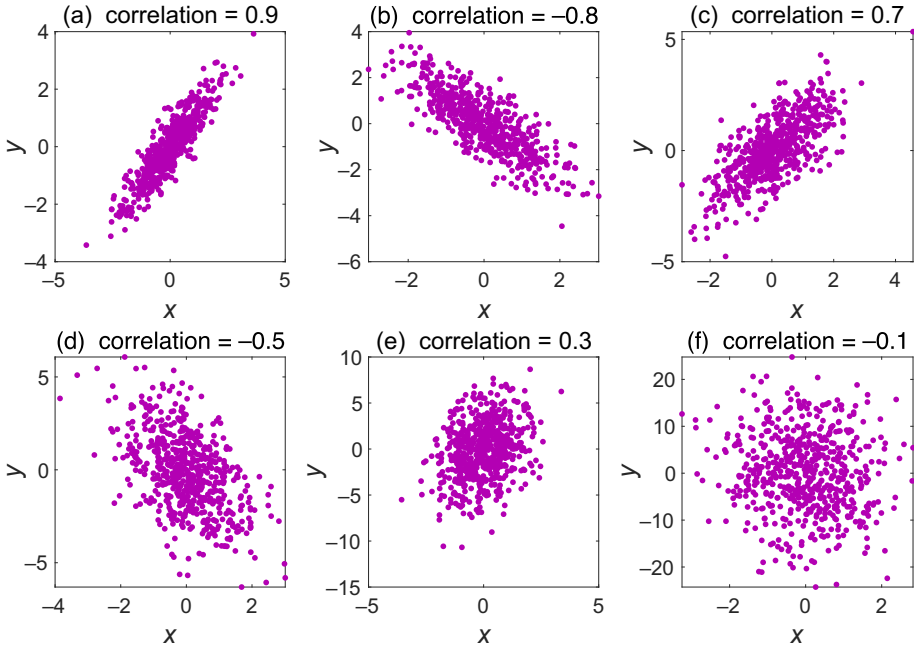 (a) correlation = 0.9
4
2
0
–2
–4
y
–5
0
5
x
(b) correlation = –0.8
4
2
0
–2
–4
–6
y
–2
0
2
x
(c) correlation = 0.7
5
0
–5
y
–2
0
2
4
x
(d) correlation = –0.5
5
0
–5
y
–4
–2
0
2
x
(e) correlation = 0.3
10
5
0
–5
–10
–15
y
–5
0
5
x
(f) correlation = –0.1
20
10
0
–10
–20
y
–2
0
2
x